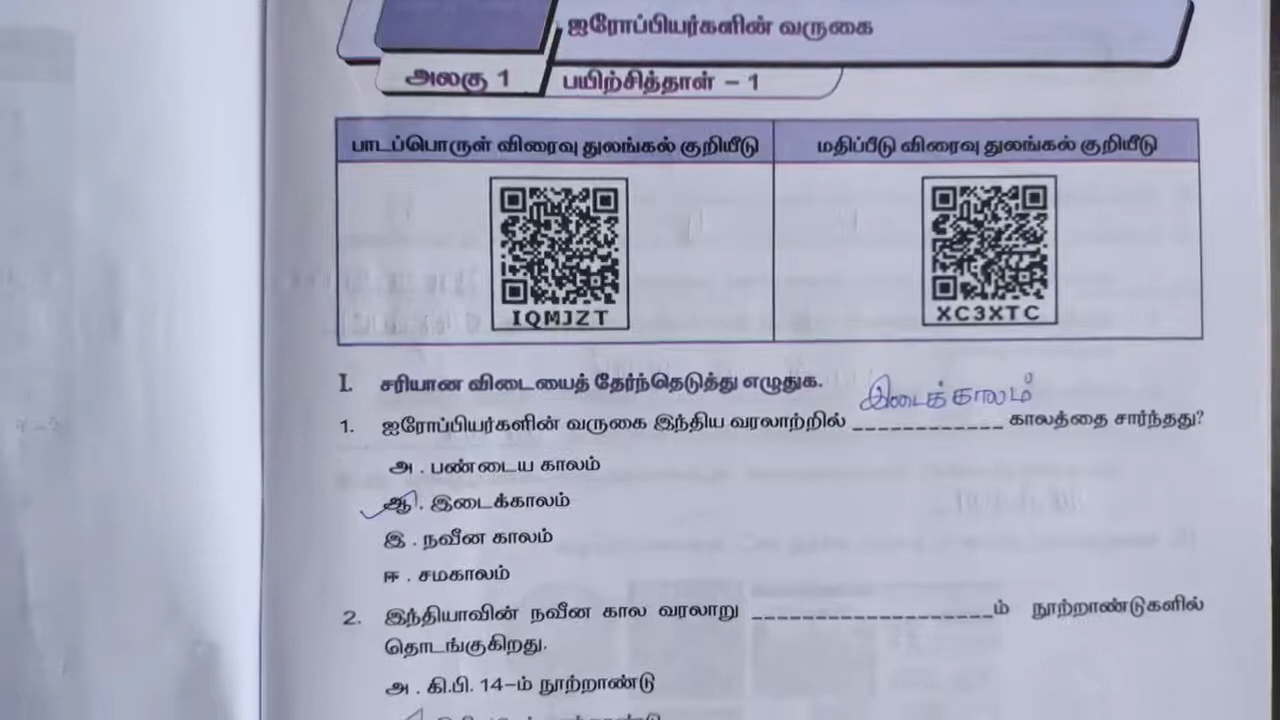 ஐரோப்பியர்களின் வருகை
அலகு 1 பயிற்சித்தாள் – 1
பாடப்பொருள் விரைவு துலங்கல் குறியீடு மதிப்பீடு விரைவு துலங்கல் குறியீடு
IQMJZT XC3XTC
I. சரியான விடையைத் தேர்ந்தெடுத்து எழுதுக.
இடைக்காலம்
1. ஐரோப்பியர்களின் வருகை இந்திய வரலாற்றில் ____________ காலத்தை சார்ந்தது?
அ . பண்டைய காலம்
ஆ . இடைக்காலம்
இ . நவீன காலம்
ஈ . சமகாலம்
2. இந்தியாவின் நவீன கால வரலாறு ___________________ம் நூற்றாண்டுகளில்
தொடங்குகிறது.
அ . கி.பி. 14–ம் நூற்றாண்டு